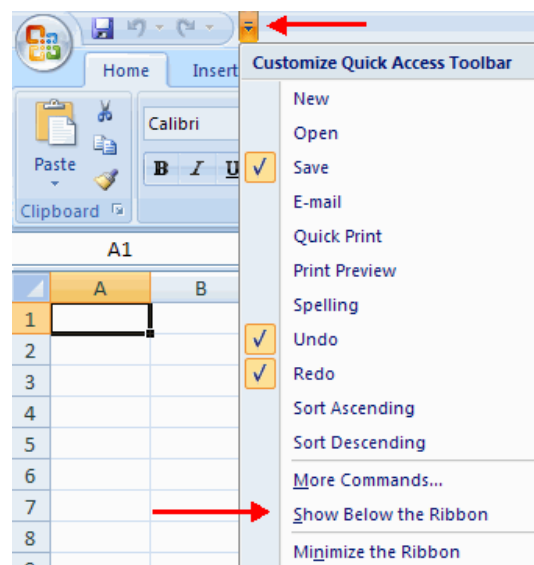 Home Insert
Customize Quick Access Toolbar
New
Open
Save
E-mail
Quick Print
Print Preview
Spelling
Undo
Redo
Sort Ascending
Sort Descending
More Commands...
Show Below the Ribbon
Minimize the Ribbon
Calibri
Paste
B I U
Clipboard
A1
A B
1
2
3
4
5
6
7
8